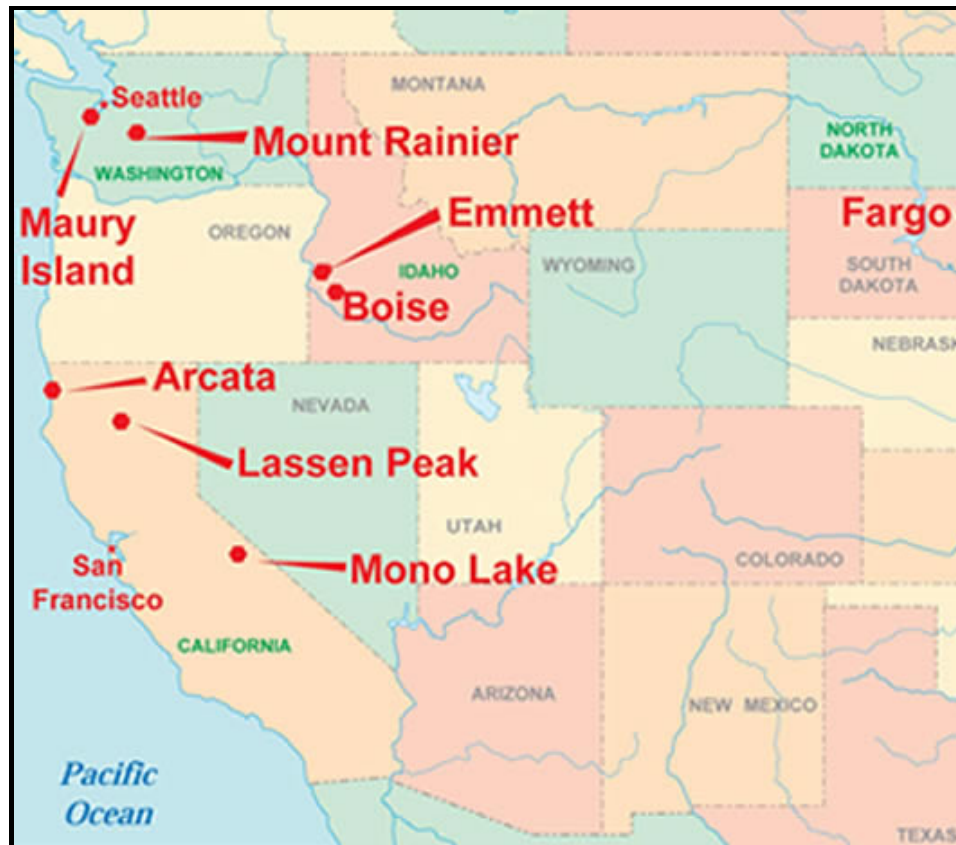 MONTANA
Seattle
Mount Rainier
NORTH
DAKOTA
WASHINGTON
Maury
Island
OREGON
Emmett
Fargo
IDAHO
WYOMING
SOUTH
DAKOTA
Boise
NEBRASK
Arcata
NEVADA
Lassen Peak
UTAH
San
Francisco
Mono Lake
COLORADO
CALIFORNIA
ARIZONA
NEW MEXICO
Pacific
Ocean
TEXAS